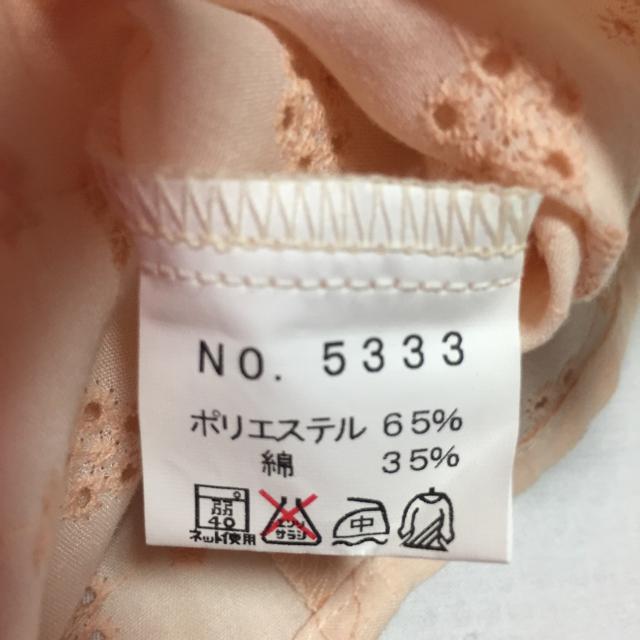 NO. 5333
ポリエステル 65%
綿 35%
弱
40
ネット使用
エンソ
サラシ
中